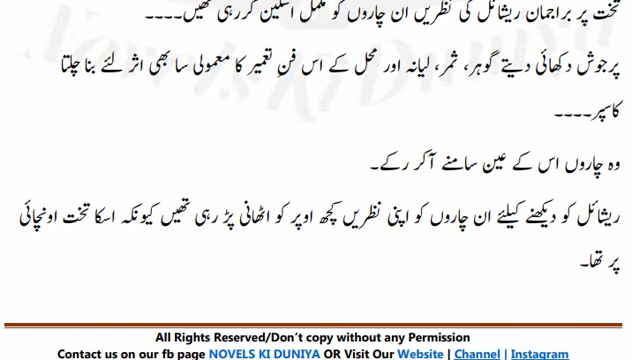 تخت پر براجمان ریشائل کی نظریں ان چاروں کو مکمل اسکین کررہی تھیں۔۔۔۔
پرجوش دکھائی دیتے گوہر، ثمر، لیانہ اور محل کے اس فنِ تعمیر کا معمولی سا بھی اثر لئے بنا چلتا
کاسپر۔۔۔۔
وہ چاروں اس کے عین سامنے آکر رکے۔
ریشائل کو دیکھنے کیلئے ان چاروں کو اپنی نظریں کچھ اوپر کو اٹھانی پڑ رہی تھیں کیونکہ اسکا تخت اونچائی
پر تھا۔
All Rights Reserved/Don't copy without any Permission
Contact us on our fb page NOVELS KI DUNIYA OR Visit Our Website | Channel | Instagram